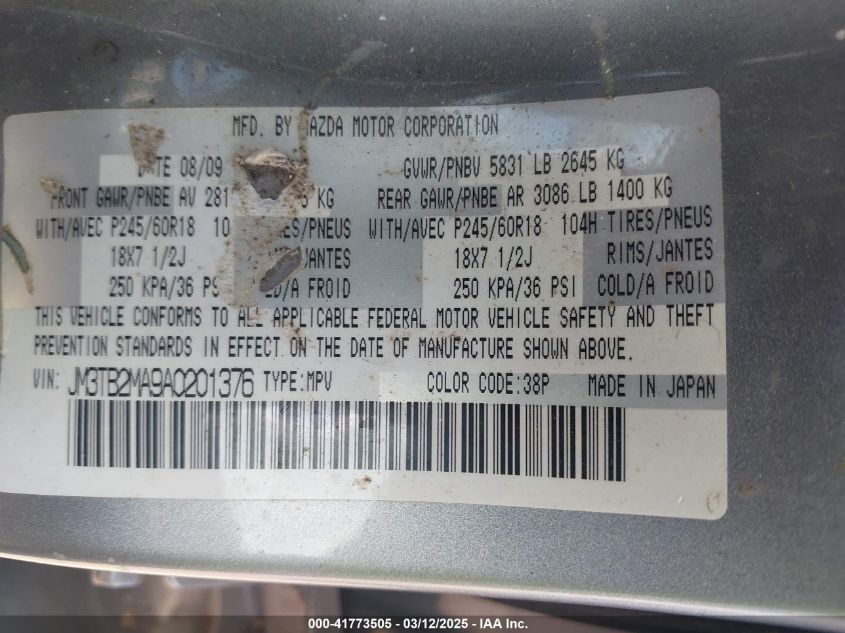 MFD. BY AZDA MOTOR CORPORATION
DATE 08/09 GVWR/PNBV 5831 LB 2645 KG
FRONT GAWR/PNBE AV 281 KG REAR GAWR/PNBE AR 3086 LB 1400 KG
WITH/AVEC P245/60R18 10 ES/PNEUS WITH/AVEC P245/60R18 104H TIRES/PNEUS
18X7 1/2J /JANTES 18X7 1/2J RIMS/JANTES
250 KPA/36 PSI LD/A FROID 250 KPA/36 PSI COLD/A FROID
THIS VEHICLE CONFORMS TO ALL APPLICABLE FEDERAL MOTOR VEHICLE SAFETY AND THEFT
PREVENTION STANDARDS IN EFFECT ON THE DATE OF MANUFACTURE SHOWN ABOVE.
VIN: JM3TB2MA9A0201376 TYPE:MPV COLOR CODE:38P MADE IN JAPAN
000-41773505 - 03/12/2025 - IAA Inc.